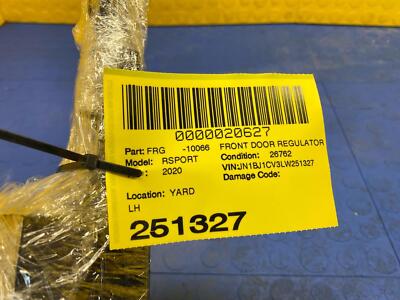 0000020627
Part: FRG -10066 FRONT DOOR REGULATOR
Model: RSPORT Condition: 26762
: 2020 VIN:JN1BJ1CV3LW251327
Damage Code:
Location: YARD
LH
251327